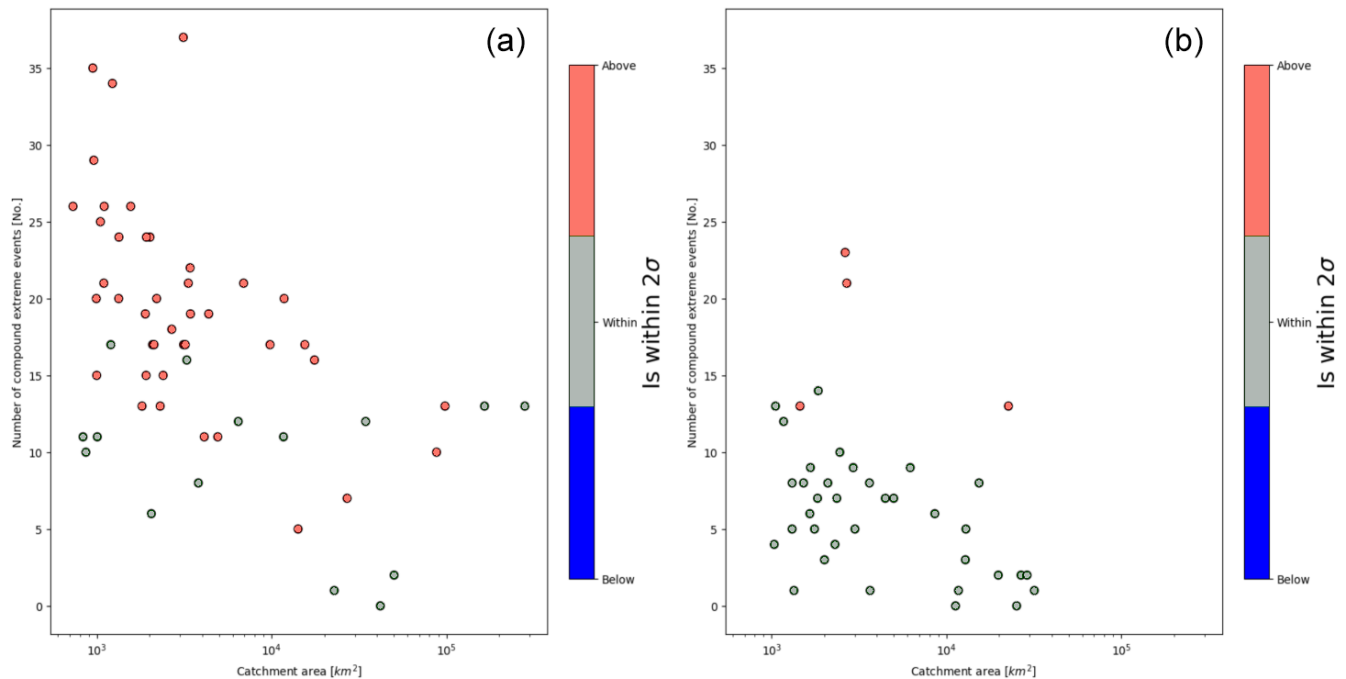 (a)
Number of compound extreme events [No.]
35
30
25
20
15
10
5
0
10³
10⁴
10⁵
Catchment area [km²]
Above
Within
Below
Is within 2σ
(b)
Number of compound extreme events [No.]
35
30
25
20
15
10
5
0
10³
10⁴
10⁵
Catchment area [km²]
Above
Within
Below
Is within 2σ